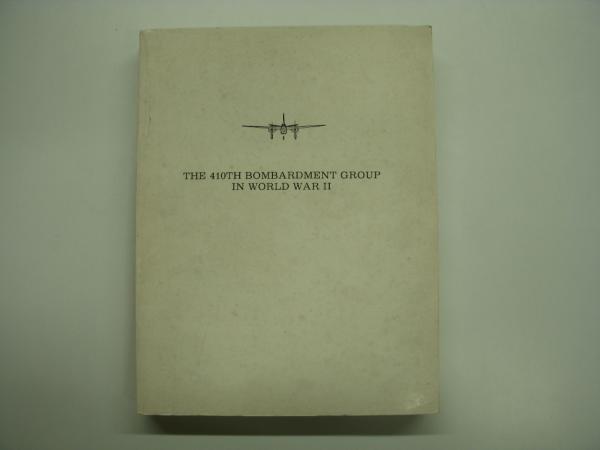 THE 410TH BOMBARDMENT GROUP
IN WORLD WAR II